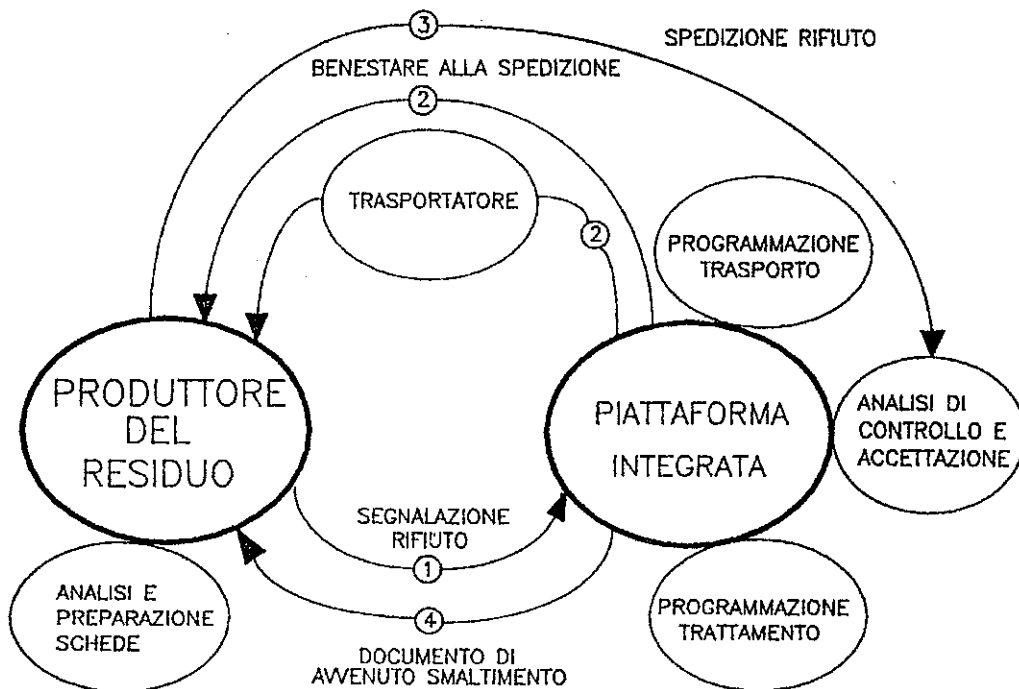 3
SPEDIZIONE RIFIUTO
BENESTARE ALLA SPEDIZIONE
2
TRASPORTATORE
2
PROGRAMMAZIONE
TRASPORTO
PRODUTTORE
DEL
RESIDUO
PIATTAFORMA
INTEGRATA
ANALISI DI
CONTROLLO E
ACCETTAZIONE
SEGNALAZIONE
RIFIUTO
1
ANALISI E
PREPARAZIONE
SCHEDE
4
PROGRAMMAZIONE
TRATTAMENTO
DOCUMENTO DI
AVVENUTO SMALTIMENTO